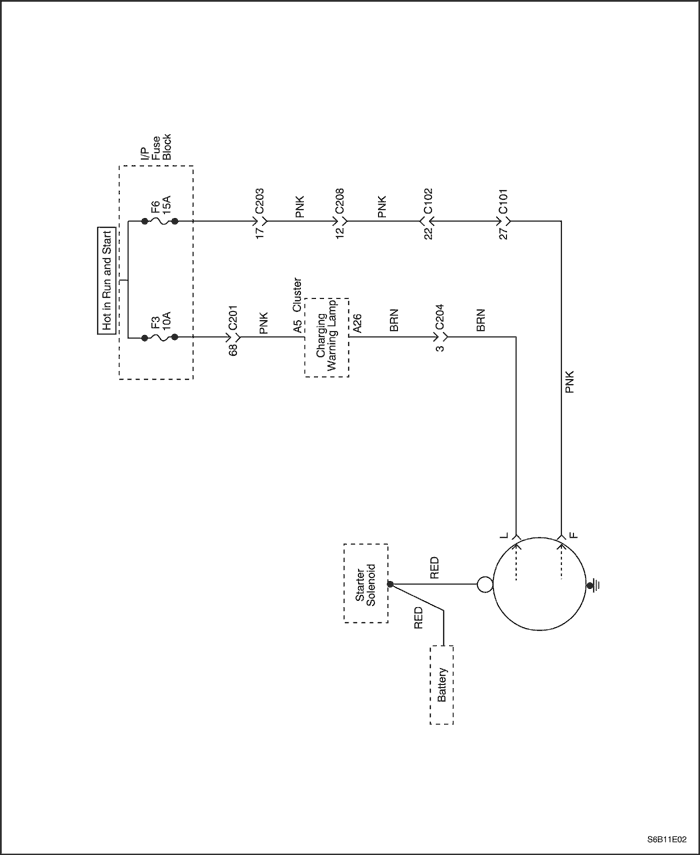 I/P
Fuse
Block
Hot in Run and Start
F6
15A
17
C203
PNK
12
C208
PNK
22
C102
27
C101
F3
10A
68
C201
PNK
A5
Cluster
Charging
Warning Lamp
A26
BRN
3
C204
BRN
PNK
L
F
Starter
Solenoid
RED
RED
Battery
S6B11E02